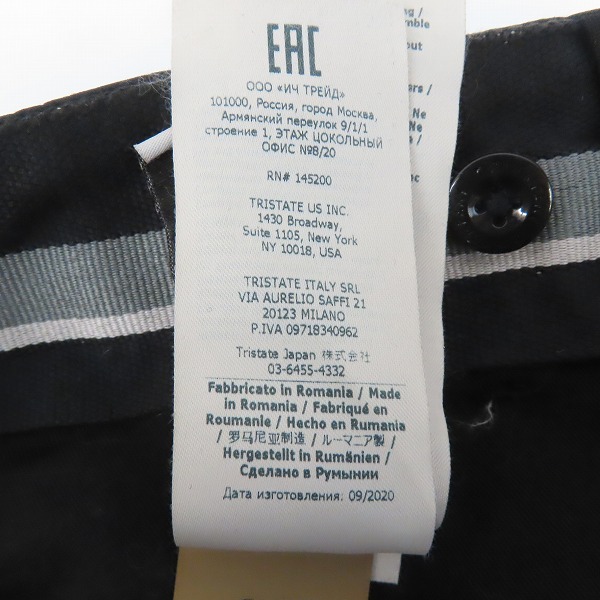 EAC
ООО «ИЧ ТРЕЙД»
101000, Россия, город Москва,
Армянский переулок 9/1/1
строение 1, ЭТАЖ ЦОКОЛЬНЫЙ
ОФИС №8/20
RN# 145200
TRISTATE US INC.
1430 Broadway,
Suite 1105, New York
NY 10018, USA
TRISTATE ITALY SRL
VIA AURELIO SAFFI 21
20123 MILANO
P.IVA 09718340962
Tristate Japan 株式会社
03-6455-4332
Fabbricato in Romania / Made
in Romania / Fabriqué en
Roumanie / Hecho en Rumania
/ 罗马尼亚制造 / ルーマニア製 /
Hergestellt in Rumänien /
Сделано в Румынии
Дата изготовления: 09/2020